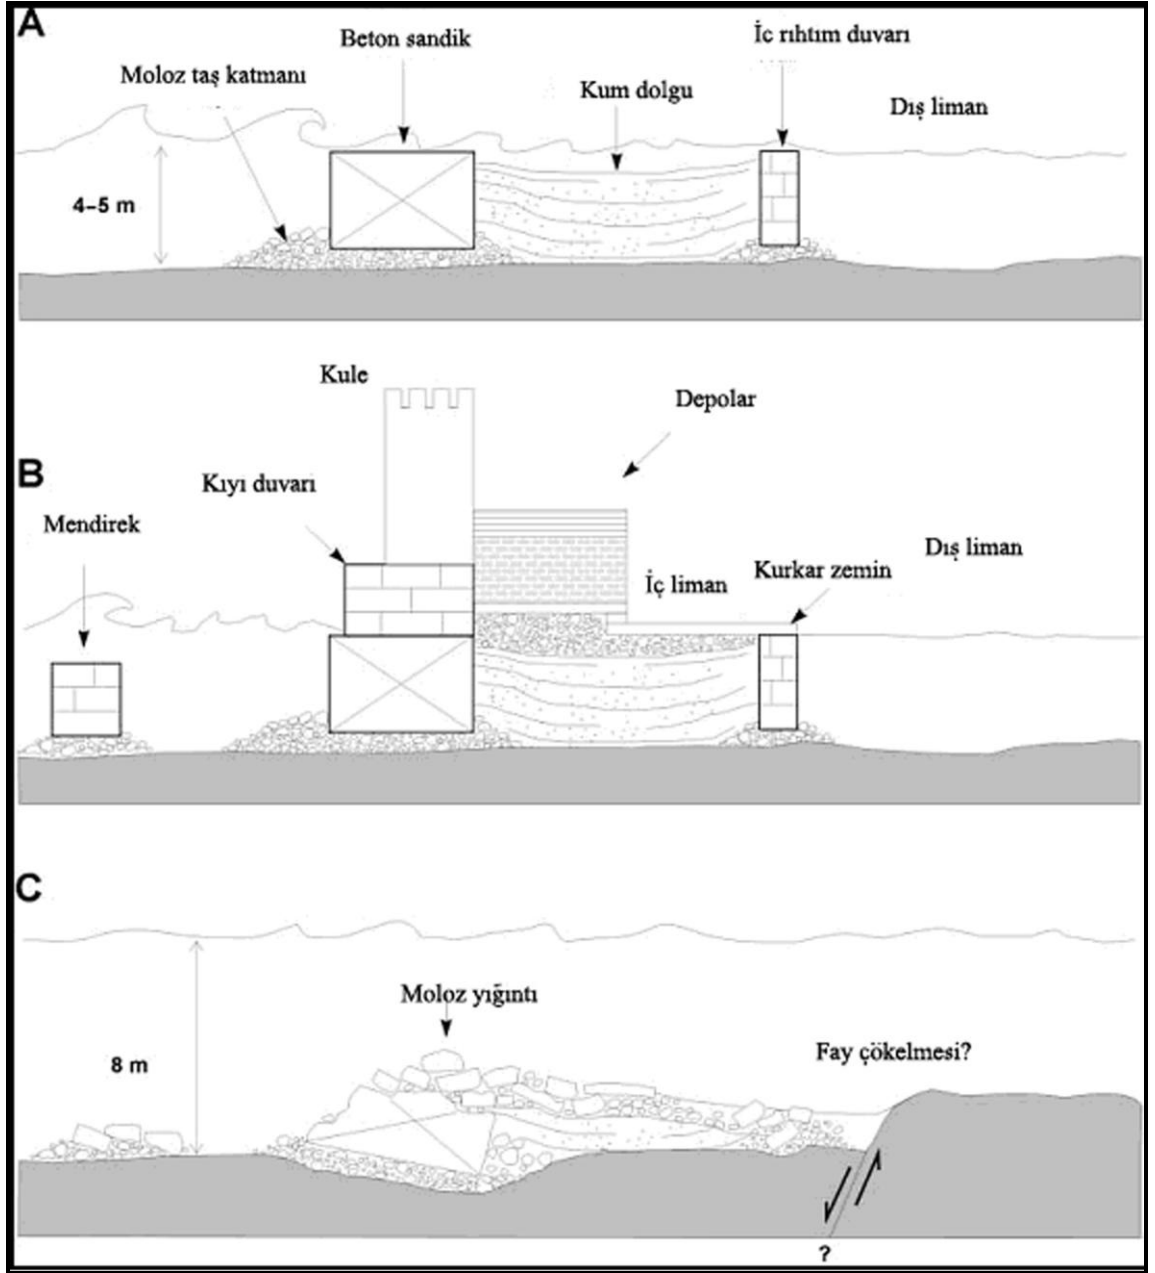 A
Beton sandik
İc rıhtım duvarı
Moloz taş katmanı
Kum dolgu
Dış liman
4–5 m
Kule
Depolar
B
Kıyı duvarı
Mendirek
Dış liman
Kurkar zemin
İç liman
C
Moloz yığıntı
8 m
Fay çökelmesi?
?